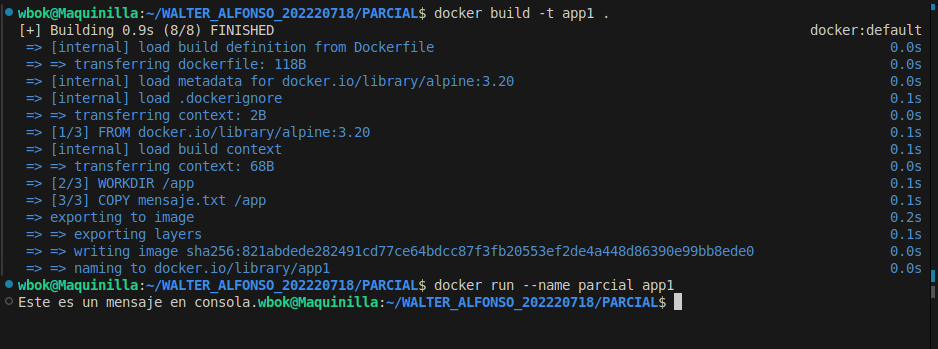 wbok@Maquinilla:~/WALTER_ALFONSO_202220718/PARCIAL$ docker build -t app1 .
[+] Building 0.9s (8/8) FINISHED docker:default
=> [internal] load build definition from Dockerfile 0.0s
=> => transferring dockerfile: 118B 0.0s
=> [internal] load metadata for docker.io/library/alpine:3.20 0.0s
=> [internal] load .dockerignore 0.1s
=> => transferring context: 2B 0.0s
=> [1/3] FROM docker.io/library/alpine:3.20 0.1s
=> [internal] load build context 0.1s
=> => transferring context: 68B 0.0s
=> [2/3] WORKDIR /app 0.1s
=> [3/3] COPY mensaje.txt /app 0.1s
=> exporting to image 0.2s
=> => exporting layers 0.1s
=> => writing image sha256:821abdede282491cd77ce64bdcc87f3fb20553ef2de4a448d86390e99bb8ede0 0.0s
=> => naming to docker.io/library/app1 0.0s
wbok@Maquinilla:~/WALTER_ALFONSO_202220718/PARCIAL$ docker run --name parcial app1
Este es un mensaje en consola.wbok@Maquinilla:~/WALTER_ALFONSO_202220718/PARCIAL$